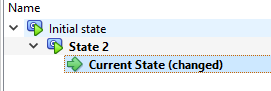 Name
Initial state
State 2
Current State (changed)